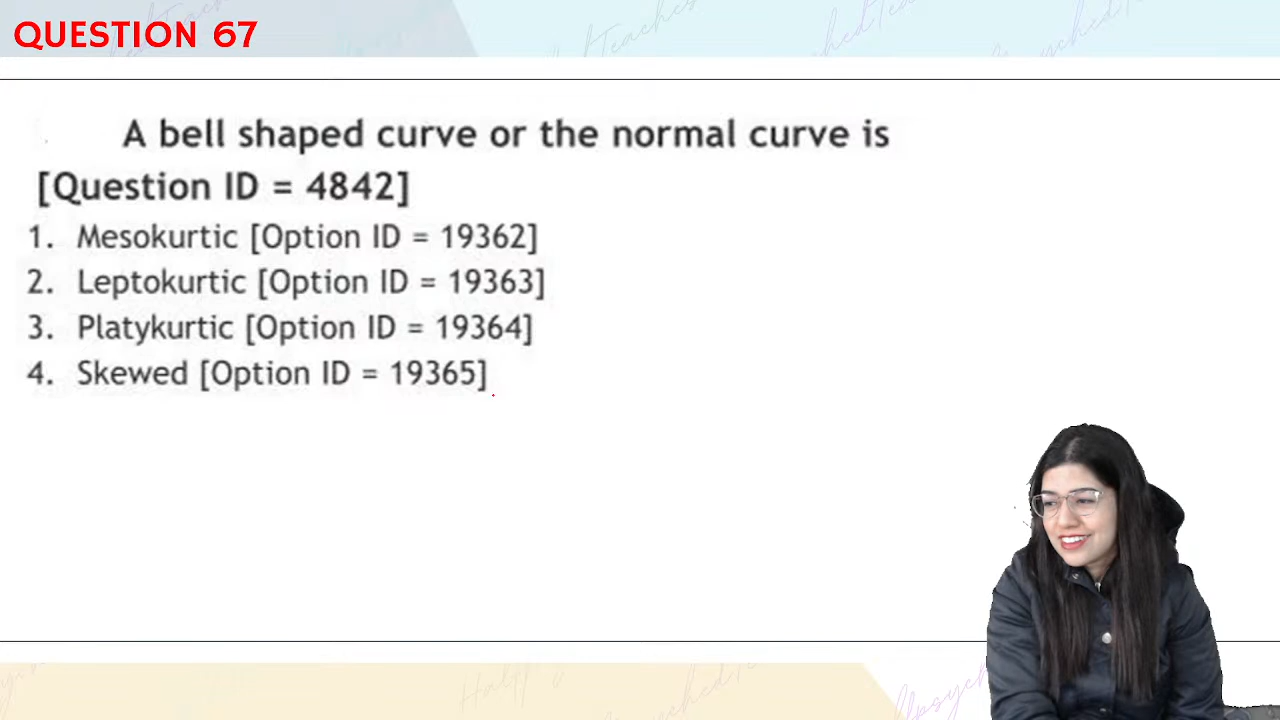 QUESTION 67
A bell shaped curve or the normal curve is
[Question ID = 4842]
1. Mesokurtic [Option ID = 19362]
2. Leptokurtic [Option ID = 19363]
3. Platykurtic [Option ID = 19364]
4. Skewed [Option ID = 19365]